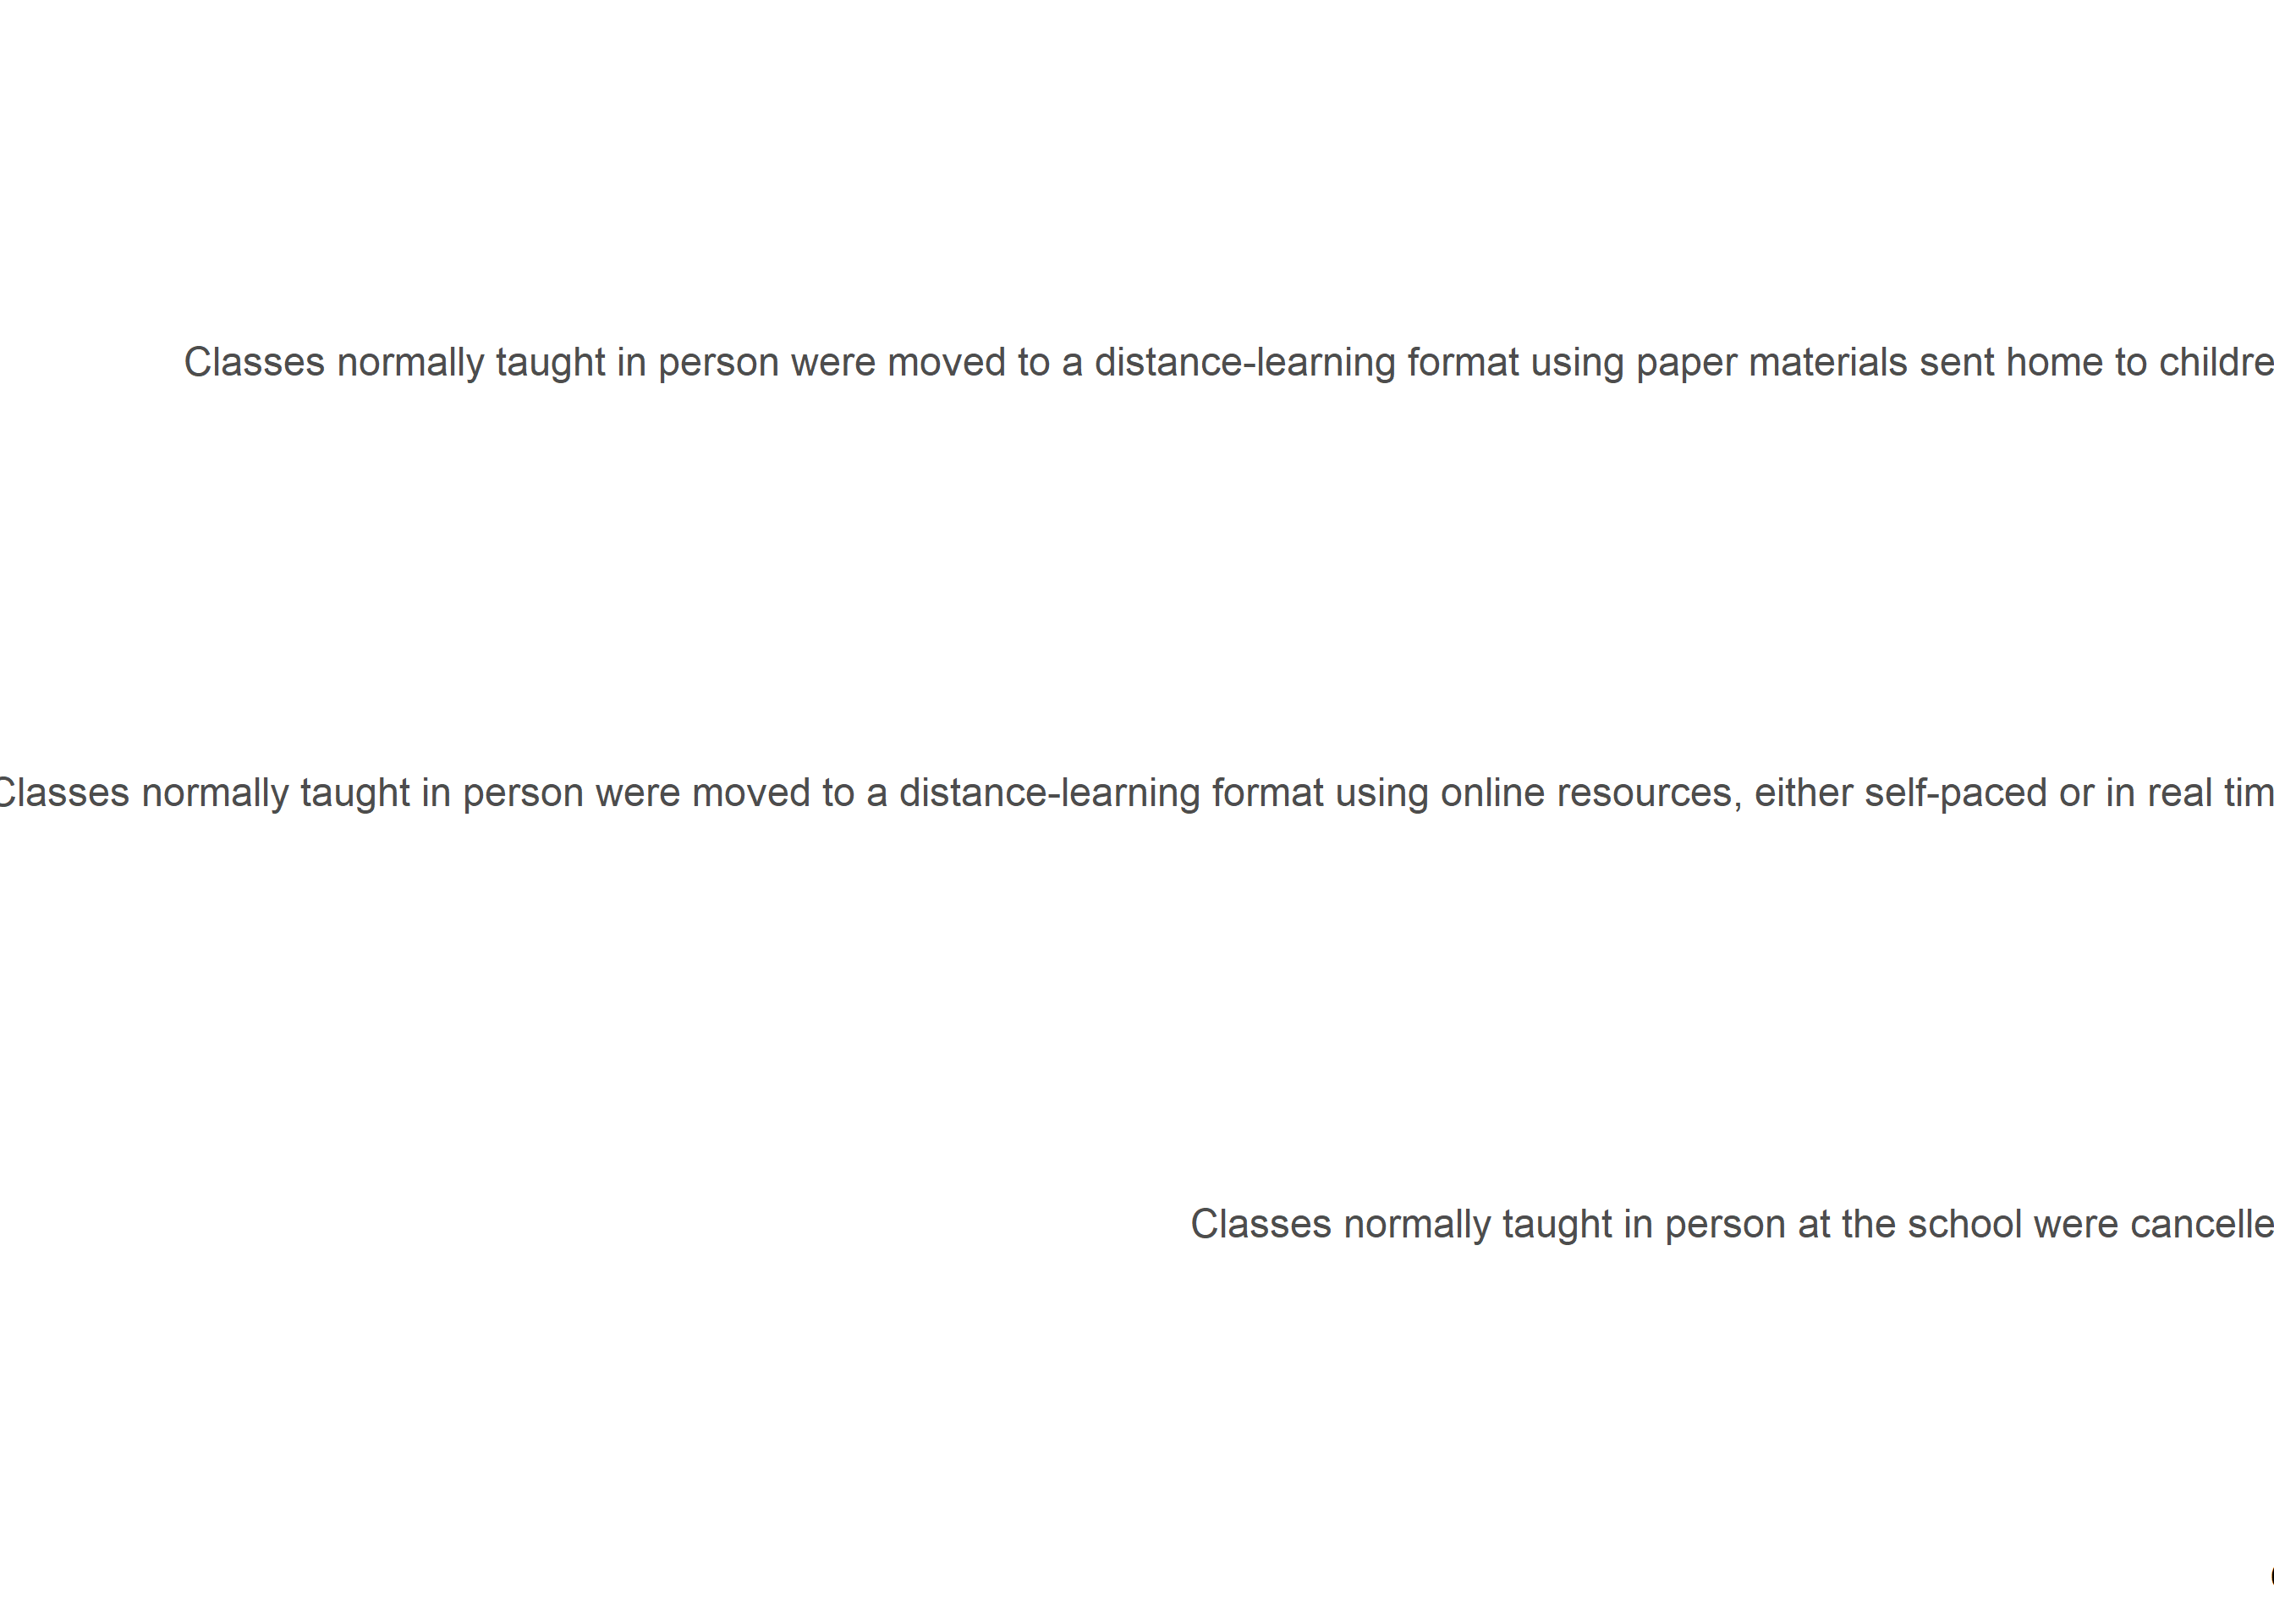 Classes normally taught in person were moved to a distance-learning format using paper materials sent home to childre
Classes normally taught in person were moved to a distance-learning format using online resources, either self-paced or in real tim
Classes normally taught in person at the school were cancelle